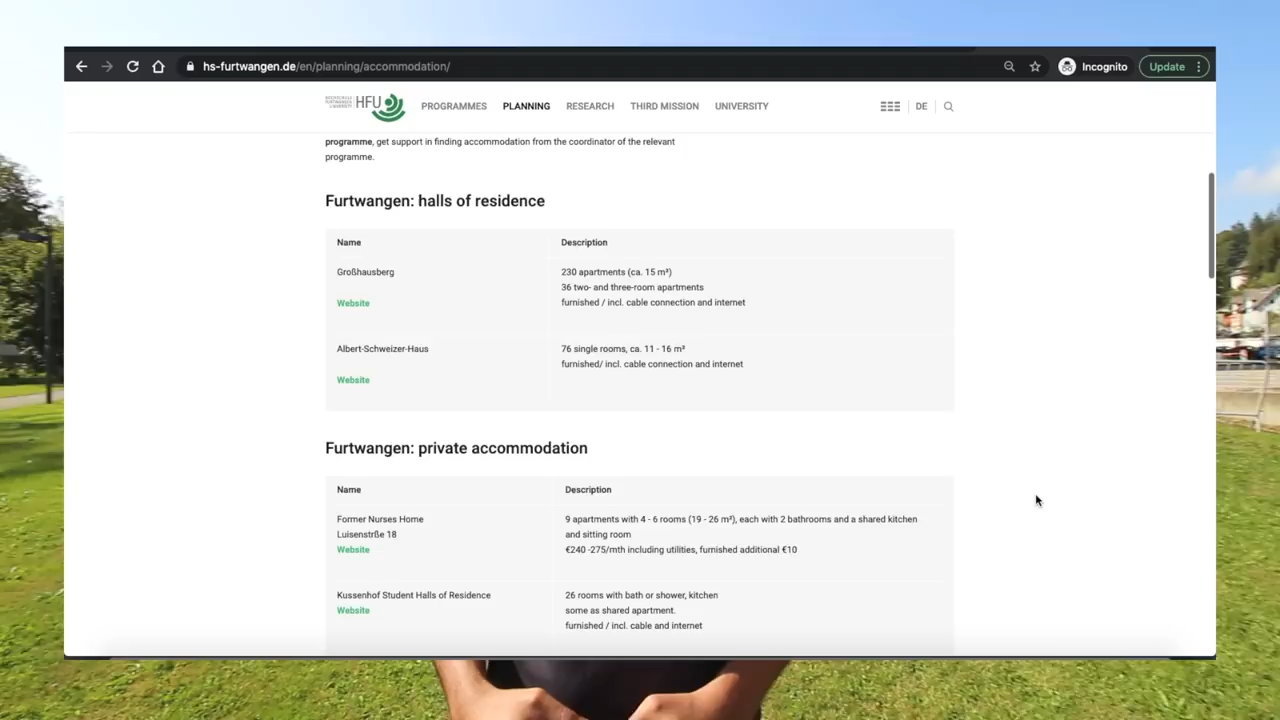 hs-furtwangen.de/en/planning/accommodation/
Incognito
Update
HOCHSCHULE
FURTWANGEN
UNIVERSITY
HFU
PROGRAMMES
PLANNING
RESEARCH
THIRD MISSION
UNIVERSITY
DE
programme, get support in finding accommodation from the coordinator of the relevant
programme.
Furtwangen: halls of residence
Name
Description
Großhausberg
Website
230 apartments (ca. 15 m²)
36 two- and three-room apartments
furnished / incl. cable connection and internet
Albert-Schweizer-Haus
Website
76 single rooms, ca. 11 - 16 m²
furnished/ incl. cable connection and internet
Furtwangen: private accommodation
Name
Description
Former Nurses Home
Luisenstrße 18
Website
9 apartments with 4 - 6 rooms (19 - 26 m²), each with 2 bathrooms and a shared kitchen
and sitting room
€240 -275/mth including utilities, furnished additional €10
Kussenhof Student Halls of Residence
Website
26 rooms with bath or shower, kitchen
some as shared apartment.
furnished / incl. cable and internet